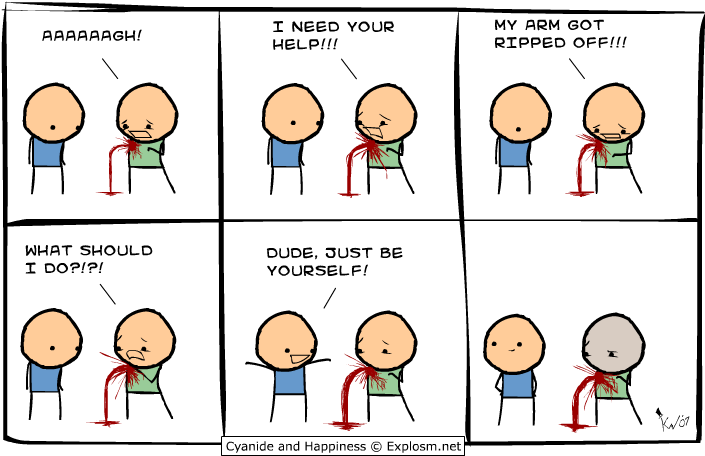 AAAAAAGH!
I NEED YOUR
HELP!!!
MY ARM GOT
RIPPED OFF!!!
WHAT SHOULD
I DO?!?!
DUDE, JUST BE
YOURSELF!
Cyanide and Happiness © Explosm.net